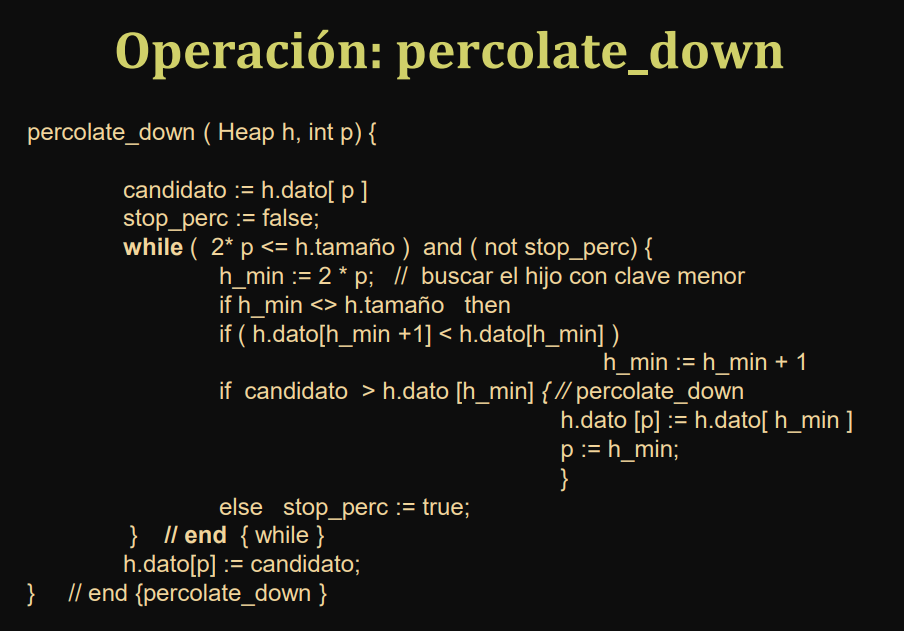 Operación: percolate_down
percolate_down ( Heap h, int p) {
candidato := h.dato[ p ]
stop_perc := false;
while (  2* p <= h.tamaño )  and ( not stop_perc) {
h_min := 2 * p;   //  buscar el hijo con clave menor
if h_min <> h.tamaño   then
if ( h.dato[h_min +1] < h.dato[h_min] )
h_min := h_min + 1
if  candidato  > h.dato [h_min] { // percolate_down
h.dato [p] := h.dato[ h_min ]
p := h_min;
}
else   stop_perc := true;
}    // end  { while }
h.dato[p] := candidato;
}     // end {percolate_down }